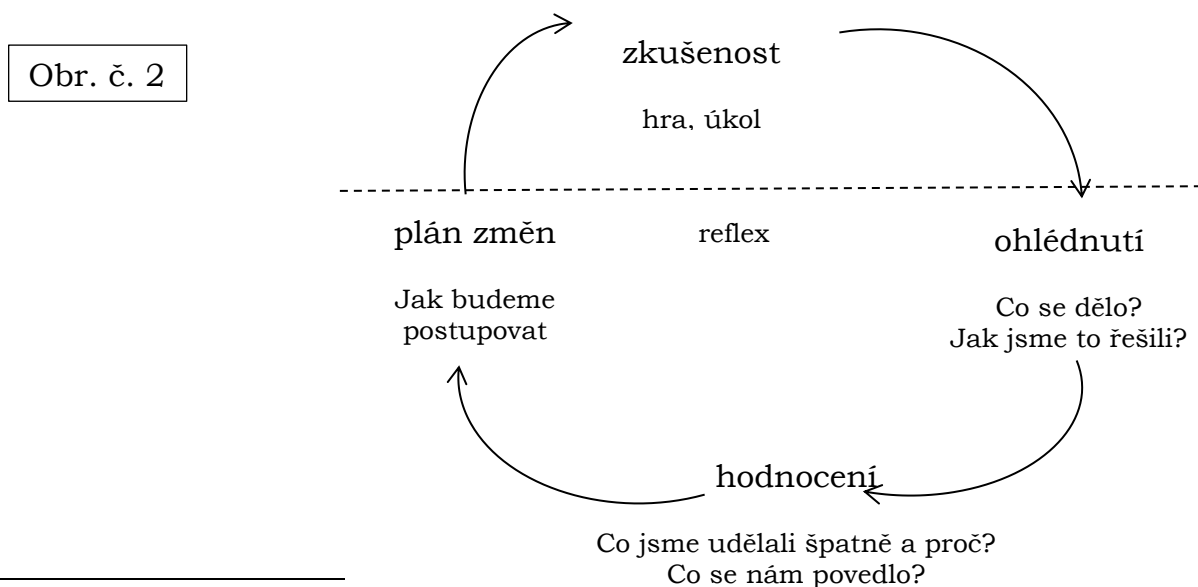 Obr. č. 2
zkušenost
hra, úkol
plán změn
reflex
ohlédnutí
Jak budeme
postupovat
Co se dělo?
Jak jsme to řešili?
hodnocení
Co jsme udělali špatně a proč?
Co se nám povedlo?